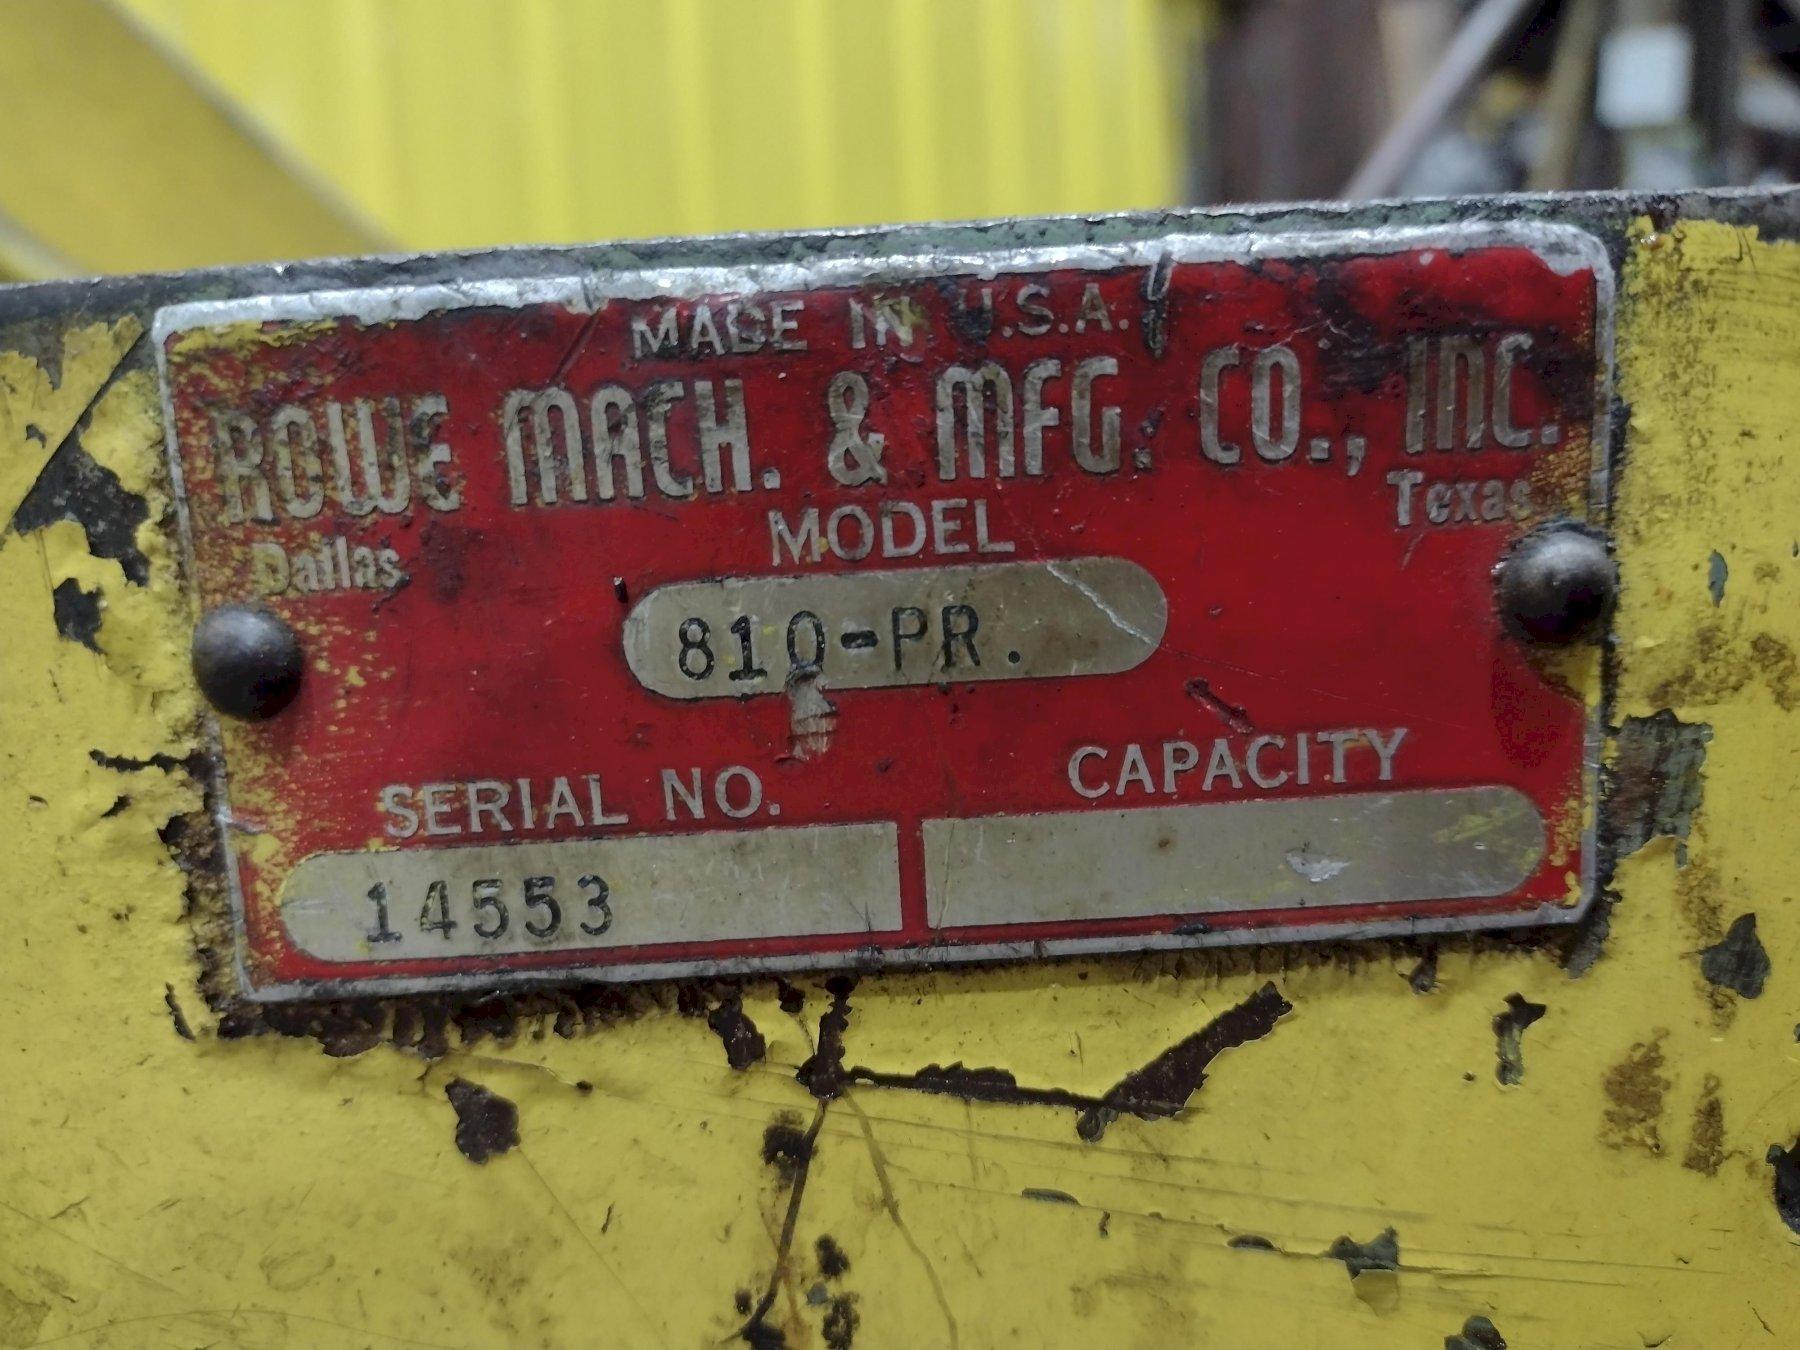 MADE IN U.S.A.
ROWE MACH. & MFG. CO., INC.
Dallas Texas
MODEL
810-PR.
SERIAL NO. CAPACITY
14553